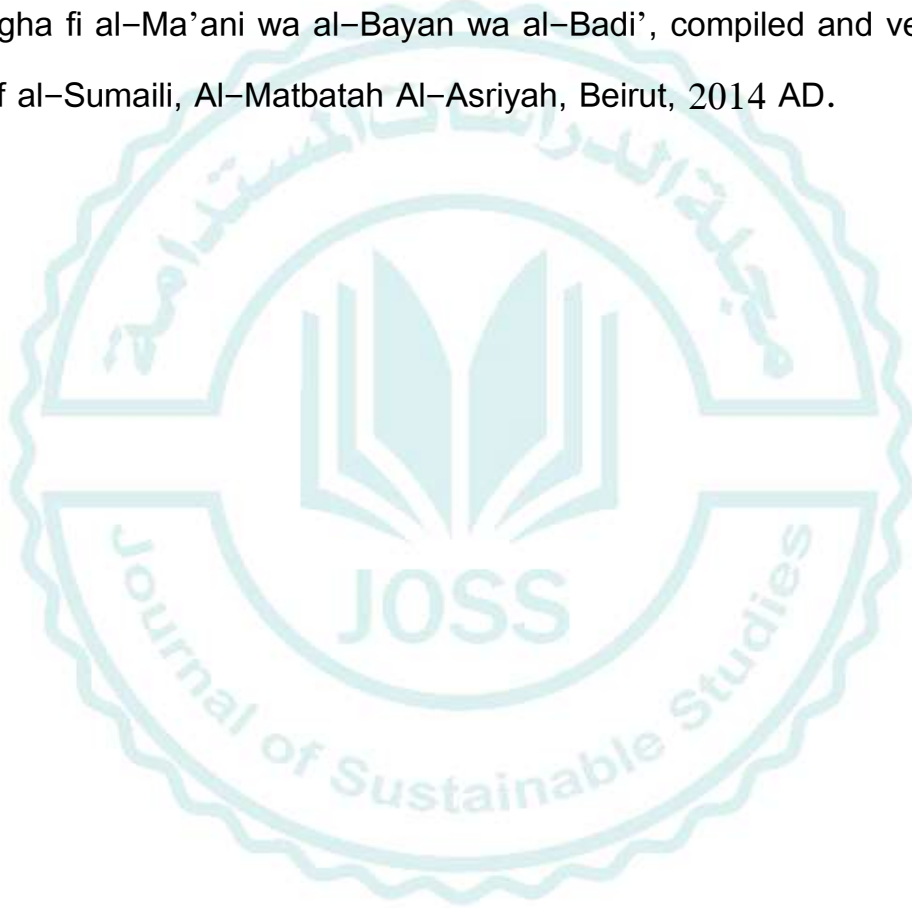 gha fi al–Ma’ani wa al–Bayan wa al–Badi’, compiled and ve
f al–Sumaili, Al–Matbatah Al–Asriyah, Beirut, 2014 AD.
مجلة الدراسات المستدامة
JOSS
Journal of Sustainable Studies